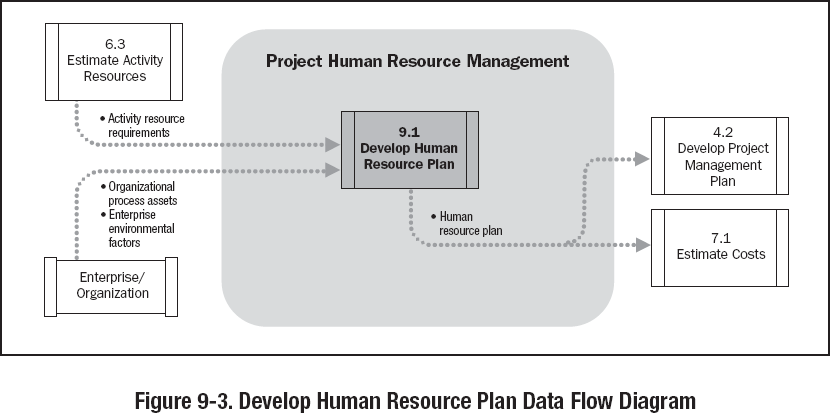 6.3
Estimate Activity
Resources
Project Human Resource Management
• Activity resource
requirements
9.1
Develop Human
Resource Plan
4.2
Develop Project
Management
Plan
• Organizational
process assets
• Enterprise
environmental
factors
• Human
resource plan
7.1
Estimate Costs
Enterprise/
Organization
Figure 9-3. Develop Human Resource Plan Data Flow Diagram